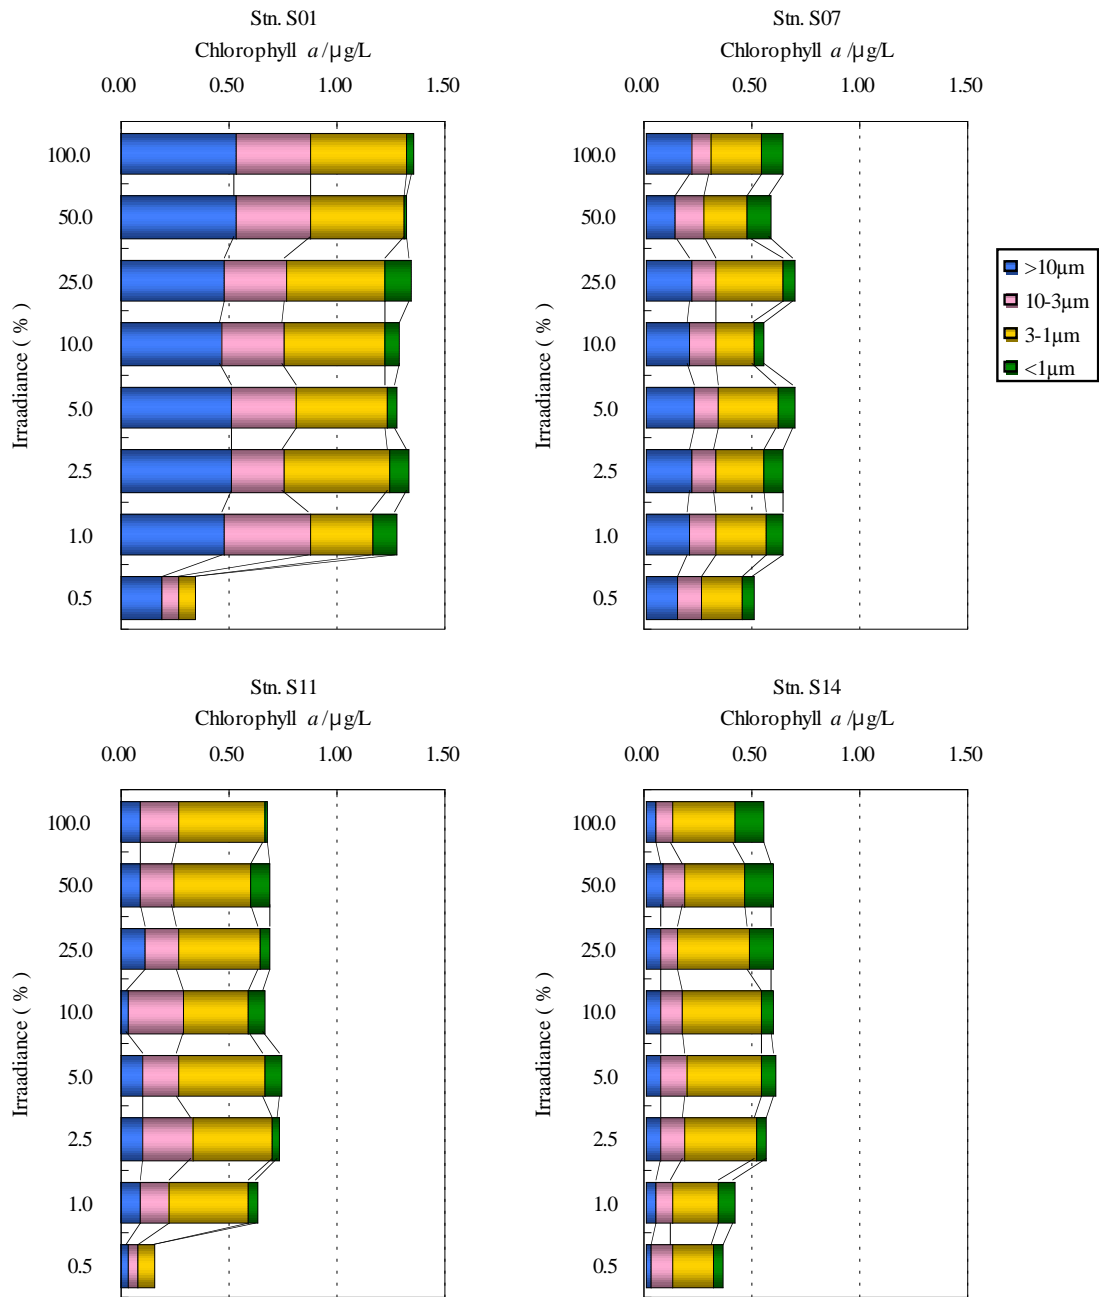 Stn. S01
Chlorophyll a /μg/L
0.00 0.50 1.00 1.50
100.0
50.0
25.0
10.0
5.0
2.5
1.0
0.5
Irraadiance ( % )
Stn. S07
Chlorophyll a /μg/L
0.00 0.50 1.00 1.50
100.0
50.0
25.0
10.0
5.0
2.5
1.0
0.5
Irraadiance ( % )
>10μm
10-3μm
3-1μm
<1μm
Stn. S11
Chlorophyll a /μg/L
0.00 0.50 1.00 1.50
100.0
50.0
25.0
10.0
5.0
2.5
1.0
0.5
Irraadiance ( % )
Stn. S14
Chlorophyll a /μg/L
0.00 0.50 1.00 1.50
100.0
50.0
25.0
10.0
5.0
2.5
1.0
0.5
Irraadiance ( % )